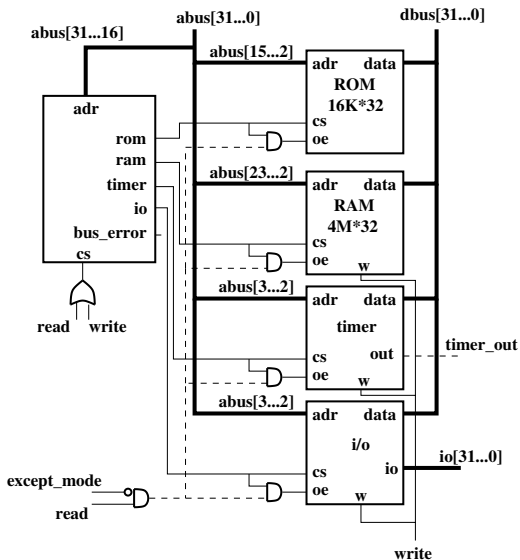 abus[31...0]
dbus[31...0]
abus[31...16]
abus[15...2]
adr data
ROM
16K*32
cs
oe
adr
rom
ram
timer
io
bus_error
cs
read write
abus[23...2]
adr data
RAM
4M*32
cs
oe
w
abus[3...2]
adr data
timer
out
timer_out
cs
oe
w
abus[3...2]
adr data
i/o
io
io[31...0]
cs
oe
w
except_mode
read
write